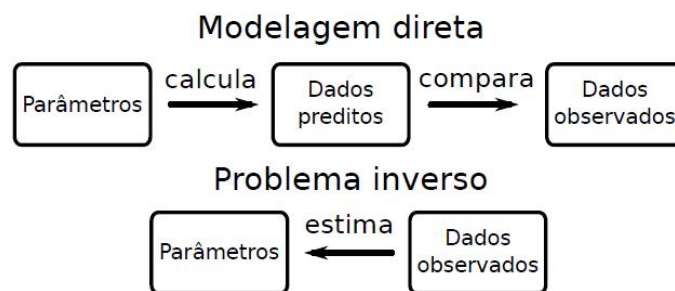 Modelagem direta
Parâmetros
calcula
Dados
preditos
compara
Dados
observados
Problema inverso
Parâmetros
estima
Dados
observados